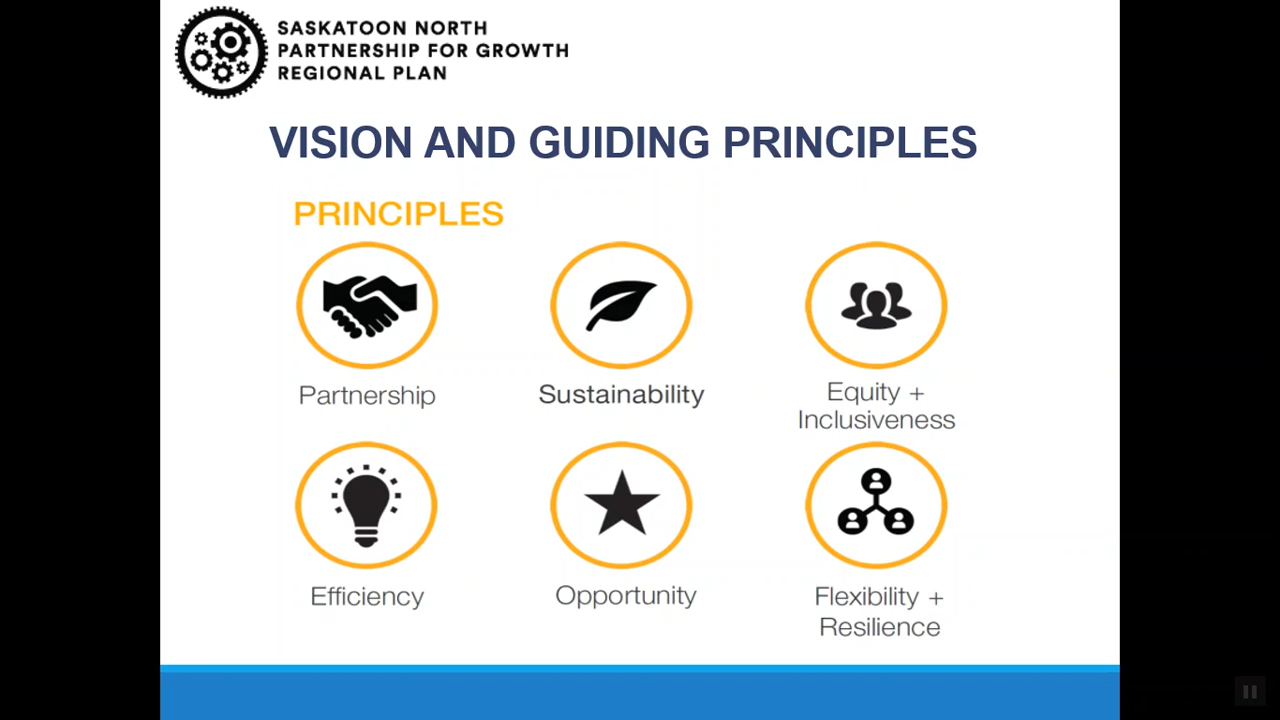 SASKATOON NORTH
PARTNERSHIP FOR GROWTH
REGIONAL PLAN
VISION AND GUIDING PRINCIPLES
PRINCIPLES
Partnership
Sustainability
Equity +
Inclusiveness
Efficiency
Opportunity
Flexibility +
Resilience